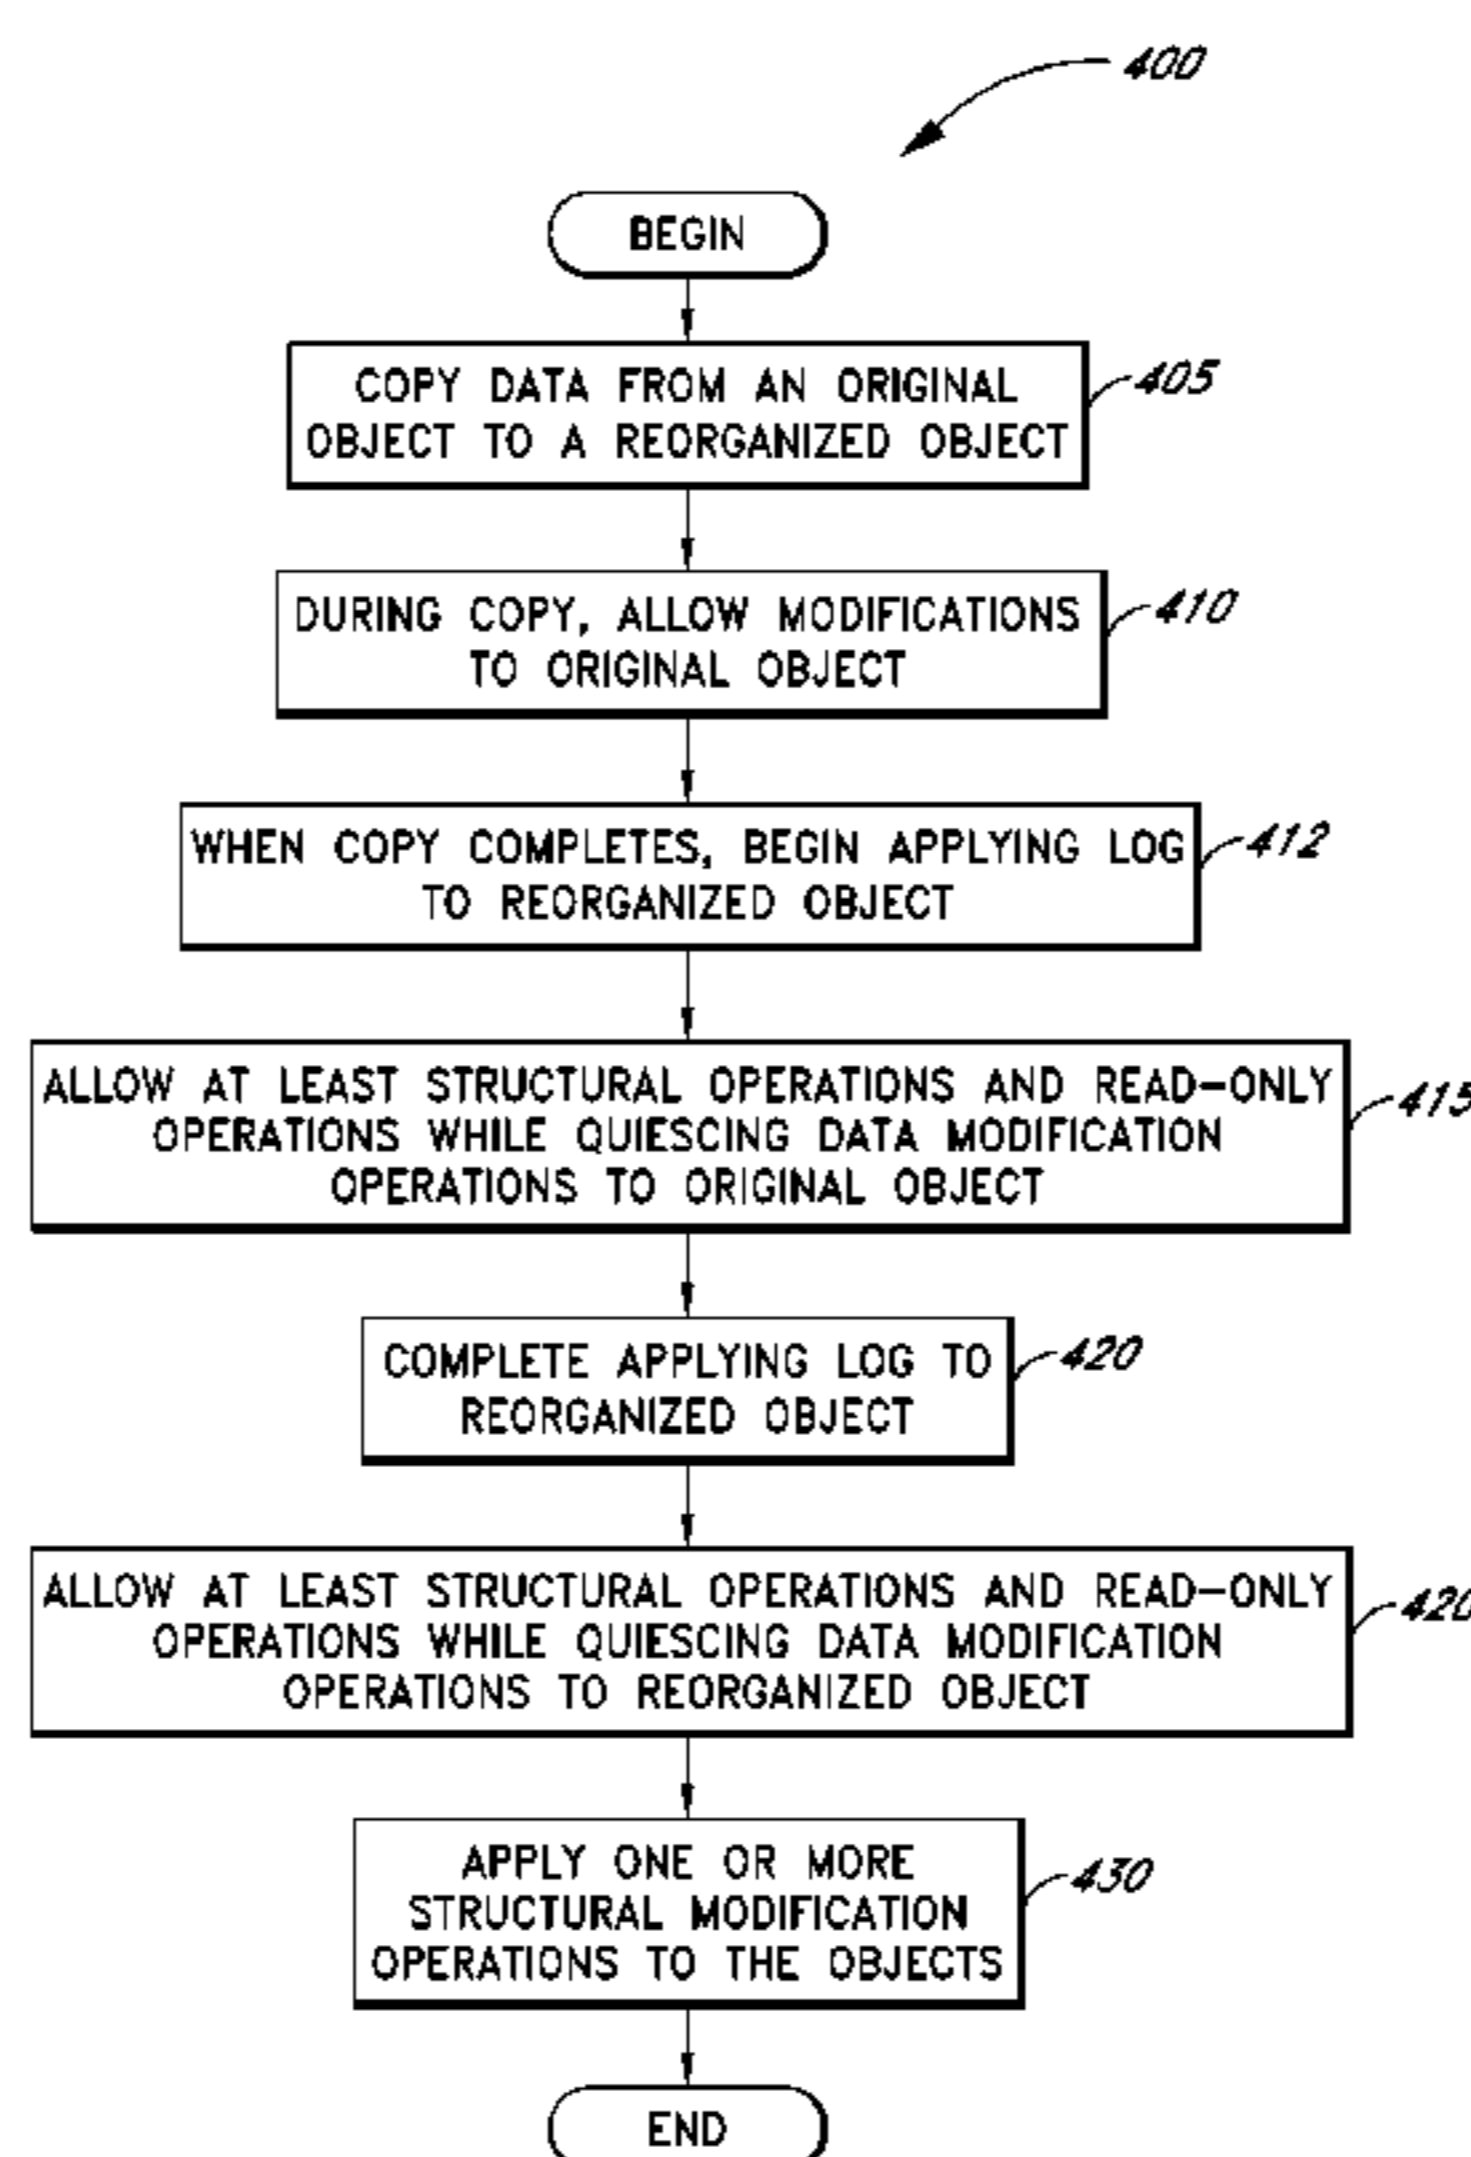 400
BEGIN
COPY DATA FROM AN ORIGINAL
OBJECT TO A REORGANIZED OBJECT
405
DURING COPY, ALLOW MODIFICATIONS
TO ORIGINAL OBJECT
410
WHEN COPY COMPLETES, BEGIN APPLYING LOG
TO REORGANIZED OBJECT
412
ALLOW AT LEAST STRUCTURAL OPERATIONS AND READ-ONLY
OPERATIONS WHILE QUIESCING DATA MODIFICATION
OPERATIONS TO ORIGINAL OBJECT
415
COMPLETE APPLYING LOG TO
REORGANIZED OBJECT
420
ALLOW AT LEAST STRUCTURAL OPERATIONS AND READ-ONLY
OPERATIONS WHILE QUIESCING DATA MODIFICATION
OPERATIONS TO REORGANIZED OBJECT
420
APPLY ONE OR MORE
STRUCTURAL MODIFICATION
OPERATIONS TO THE OBJECTS
430
END